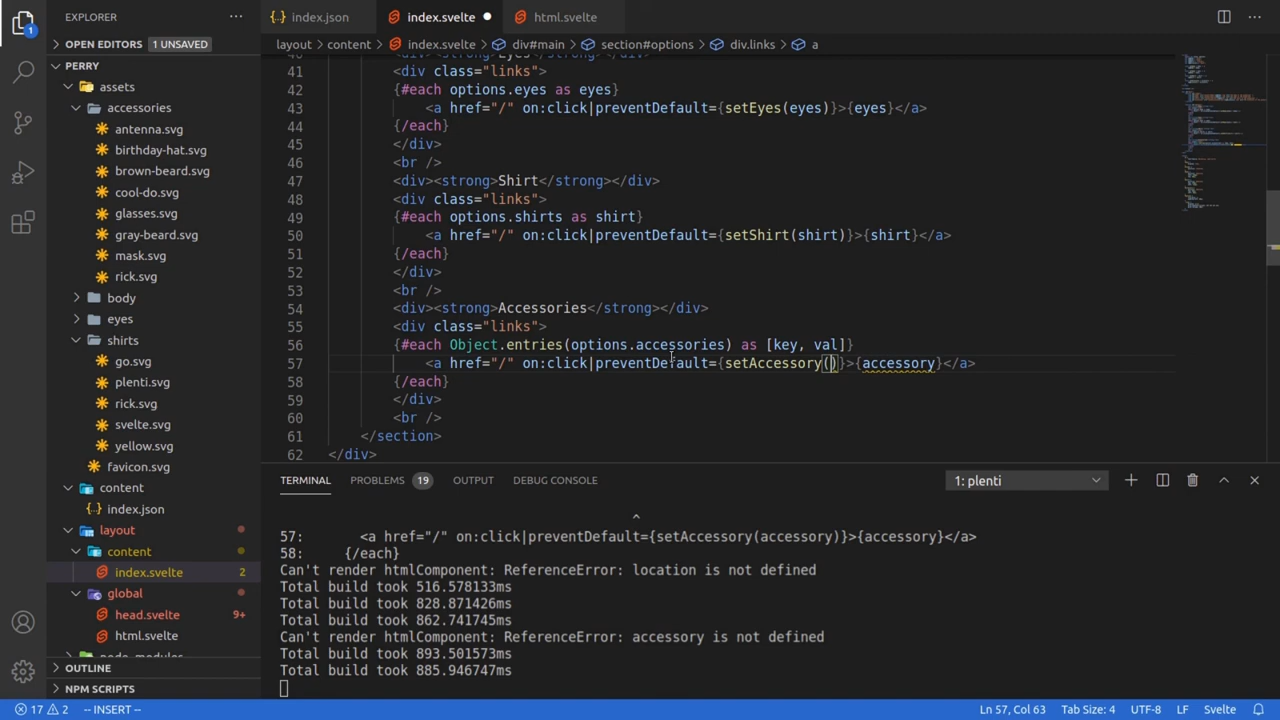 EXPLORER
index.json
index.svelte
html.svelte
OPEN EDITORS 1 UNSAVED
layout > content > index.svelte > div#main > section#options > div.links > a
PERRY
assets
accessories
antenna.svg
birthday-hat.svg
brown-beard.svg
cool-do.svg
glasses.svg
gray-beard.svg
mask.svg
rick.svg
body
eyes
shirts
go.svg
plenti.svg
rick.svg
svelte.svg
yellow.svg
favicon.svg
content
index.json
layout
content
index.svelte 2
global
head.svelte 9+
html.svelte
node_modules
OUTLINE
NPM SCRIPTS
40 <div><strong>Eyes</strong></div>
41 <div class="links">
42 {#each options.eyes as eyes}
43 <a href="/" on:click|preventDefault={setEyes(eyes)}>{eyes}</a>
44 {/each}
45 </div>
46 <br />
47 <div><strong>Shirt</strong></div>
48 <div class="links">
49 {#each options.shirts as shirt}
50 <a href="/" on:click|preventDefault={setShirt(shirt)}>{shirt}</a>
51 {/each}
52 </div>
53 <br />
54 <div><strong>Accessories</strong></div>
55 <div class="links">
56 {#each Object.entries(options.accessories) as [key, val]}
57 <a href="/" on:click|preventDefault={setAccessory()}>{accessory}</a>
58 {/each}
59 </div>
60 <br />
61 </section>
62 </div>
TERMINAL PROBLEMS 19 OUTPUT DEBUG CONSOLE 1: plenti
^
57: <a href="/" on:click|preventDefault={setAccessory(accessory)}>{accessory}</a>
58: {/each}
Can't render htmlComponent: ReferenceError: location is not defined
Total build took 516.578133ms
Total build took 828.871426ms
Total build took 862.741745ms
Can't render htmlComponent: ReferenceError: accessory is not defined
Total build took 893.501573ms
Total build took 885.946747ms
1
17 2 -- INSERT -- Ln 57, Col 63 Tab Size: 4 UTF-8 LF Svelte